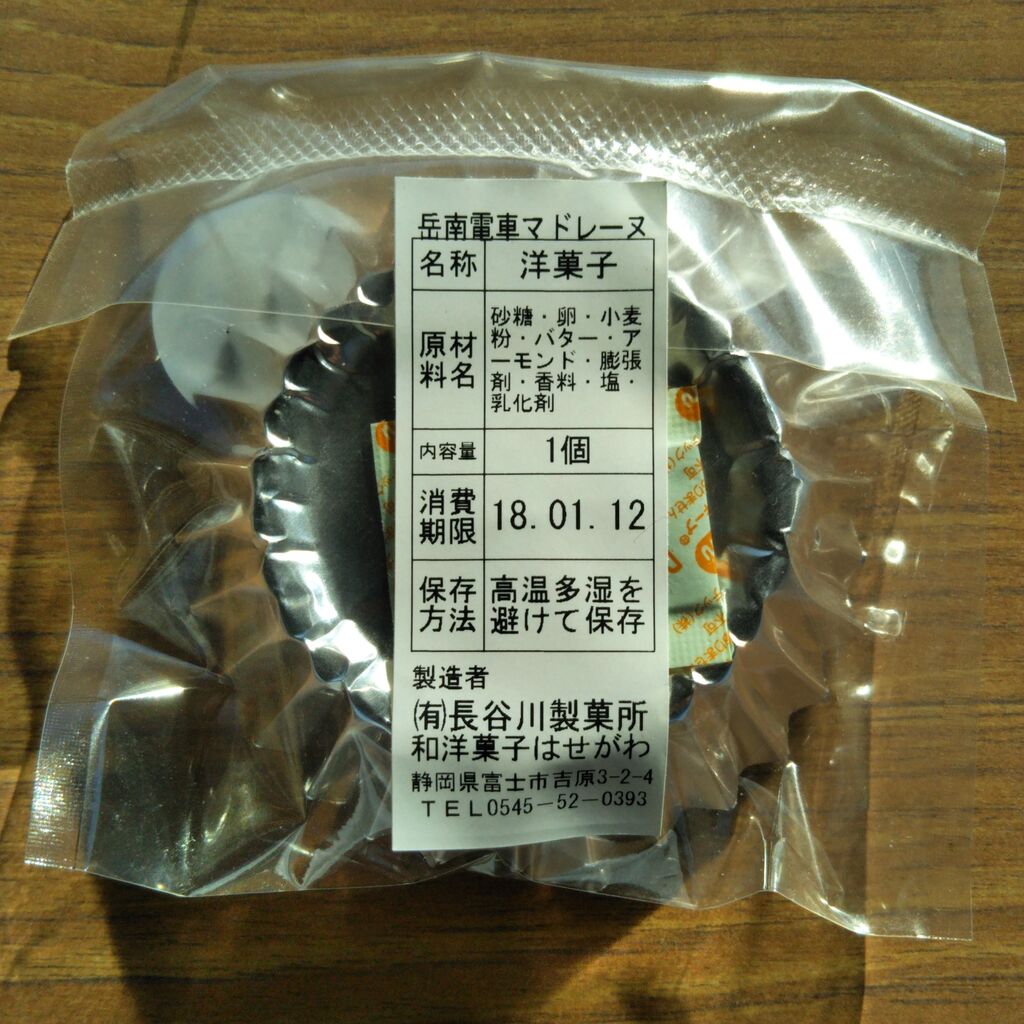 岳南電車マドレーヌ
名称 洋菓子
原材料名 砂糖・卵・小麦
粉・バター・ア
ーモンド・膨張
剤・香料・塩・
乳化剤
内容量 1個
消費期限 18.01.12
保存方法 高温多湿を
避けて保存
製造者
㈲長谷川製菓所
和洋菓子はせがわ
静岡県富士市吉原3-2-4
TEL0545-52-0393